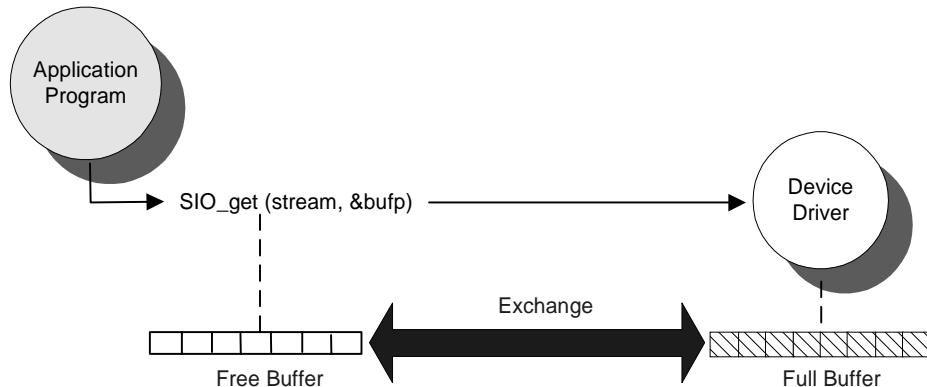 Application
Program
SIO_get (stream, &bufp)
Device
Driver
Exchange
Free Buffer
Full Buffer